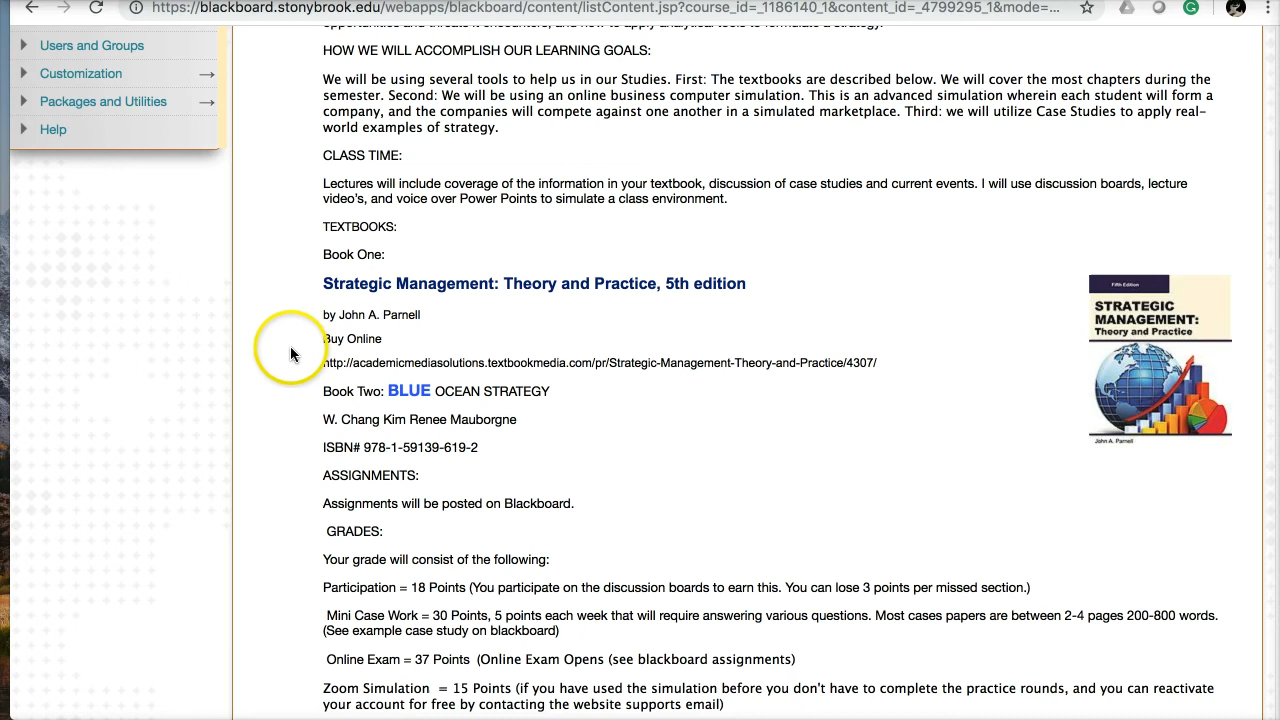 https://blackboard.stonybrook.edu/webapps/blackboard/content/listContent.jsp?course_id=_1186140_1&content_id=_4799295_1&mode=...
Users and Groups
Customization
Packages and Utilities
Help
opportunities and threats encounters, and how to apply analytical tools to formulate a strategy.
HOW WE WILL ACCOMPLISH OUR LEARNING GOALS:
We will be using several tools to help us in our Studies. First: The textbooks are described below. We will cover the most chapters during the
semester. Second: We will be using an online business computer simulation. This is an advanced simulation wherein each student will form a
company, and the companies will compete against one another in a simulated marketplace. Third: we will utilize Case Studies to apply real-
world examples of strategy.
CLASS TIME:
Lectures will include coverage of the information in your textbook, discussion of case studies and current events. I will use discussion boards, lecture
video's, and voice over Power Points to simulate a class environment.
TEXTBOOKS:
Book One:
Strategic Management: Theory and Practice, 5th edition
by John A. Parnell
Buy Online
http://academicmediasolutions.textbookmedia.com/pr/Strategic-Management-Theory-and-Practice/4307/
Fifth Edition
STRATEGIC
MANAGEMENT:
Theory and Practice
John A. Parnell
Book Two: BLUE OCEAN STRATEGY
W. Chang Kim Renee Mauborgne
ISBN# 978-1-59139-619-2
ASSIGNMENTS:
Assignments will be posted on Blackboard.
GRADES:
Your grade will consist of the following:
Participation = 18 Points (You participate on the discussion boards to earn this. You can lose 3 points per missed section.)
Mini Case Work = 30 Points, 5 points each week that will require answering various questions. Most cases papers are between 2-4 pages 200-800 words.
(See example case study on blackboard)
Online Exam = 37 Points (Online Exam Opens (see blackboard assignments)
Zoom Simulation = 15 Points (if you have used the simulation before you don't have to complete the practice rounds, and you can reactivate
your account for free by contacting the website supports email)